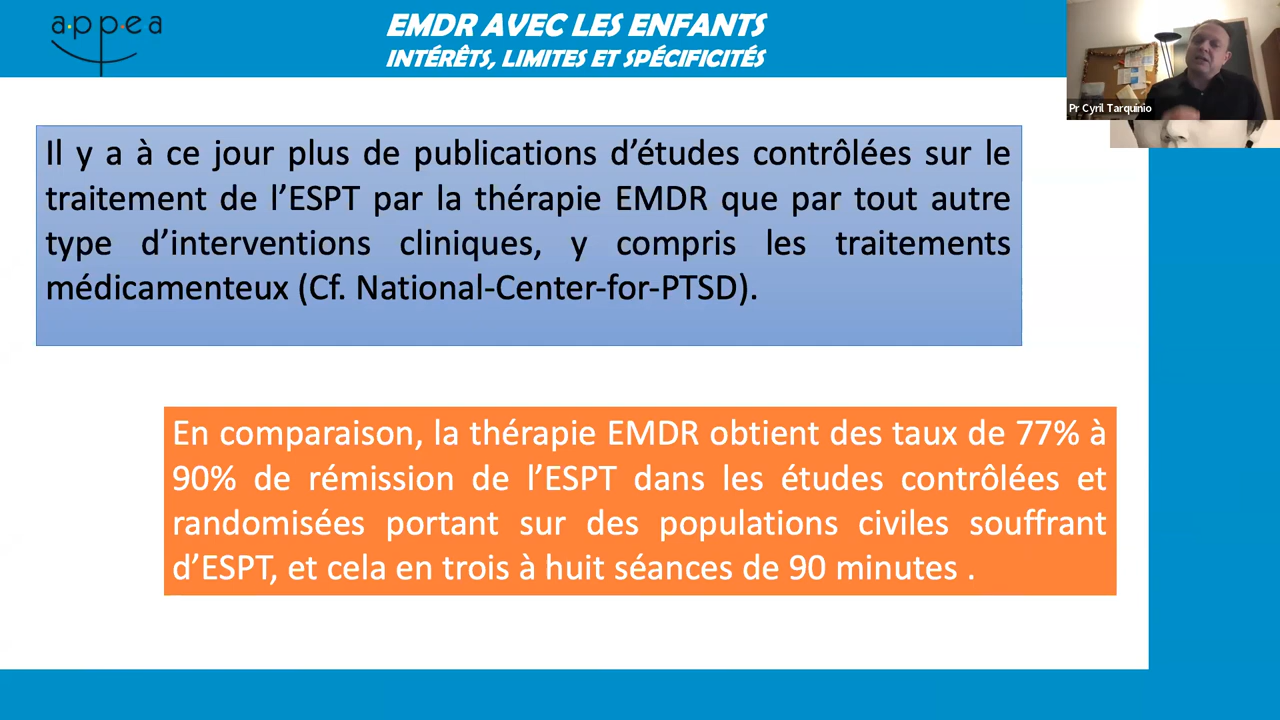 appea
EMDR AVEC LES ENFANTS
INTÉRÊTS, LIMITES ET SPÉCIFICITÉS
Pr Cyril Tarquinio
Il y a à ce jour plus de publications d’études contrôlées sur le
traitement de l’ESPT par la thérapie EMDR que par tout autre
type d’interventions cliniques, y compris les traitements
médicamenteux (Cf. National-Center-for-PTSD).
En comparaison, la thérapie EMDR obtient des taux de 77% à
90% de rémission de l’ESPT dans les études contrôlées et
randomisées portant sur des populations civiles souffrant
d’ESPT, et cela en trois à huit séances de 90 minutes .